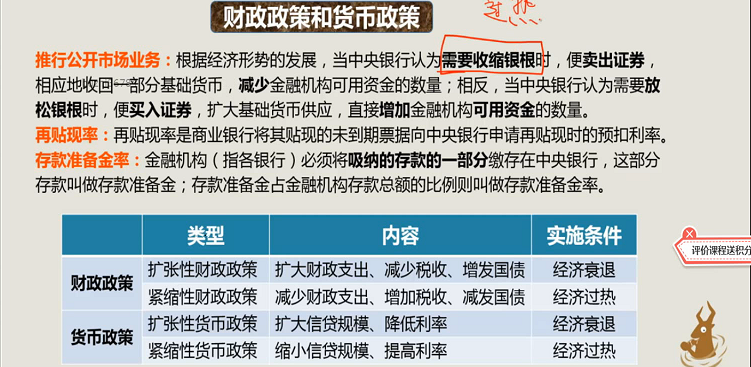 财政政策和货币政策
过热
推行公开市场业务：根据经济形势的发展，当中央银行认为需要收缩银根时，便卖出证券，
相应地收回一部分基础货币，减少金融机构可用资金的数量；相反，当中央银行认为需要放
松银根时，便买入证券，扩大基础货币供应，直接增加金融机构可用资金的数量。
再贴现率：再贴现率是商业银行将其贴现的未到期票据向中央银行申请再贴现时的预扣利率。
存款准备金率：金融机构（指各银行）必须将吸纳的存款的一部分缴存在中央银行，这部分
存款叫做存款准备金；存款准备金占金融机构存款总额的比例则叫做存款准备金率。
类型 内容 实施条件
财政政策 扩张性财政政策 扩大财政支出、减少税收、增发国债 经济衰退
紧缩性财政政策 减少财政支出、增加税收、减发国债 经济过热
货币政策 扩张性货币政策 扩大信贷规模、降低利率 经济衰退
紧缩性货币政策 缩小信贷规模、提高利率 经济过热
评价课程送积分